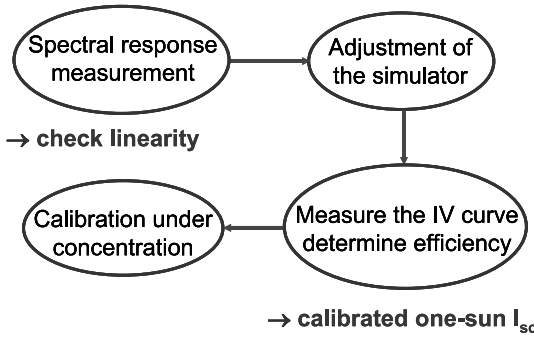 Spectral response
measurement
Adjustment of
the simulator
→ check linearity
Calibration under
concentration
Measure the IV curve
determine efficiency
→ calibrated one-sun Isc